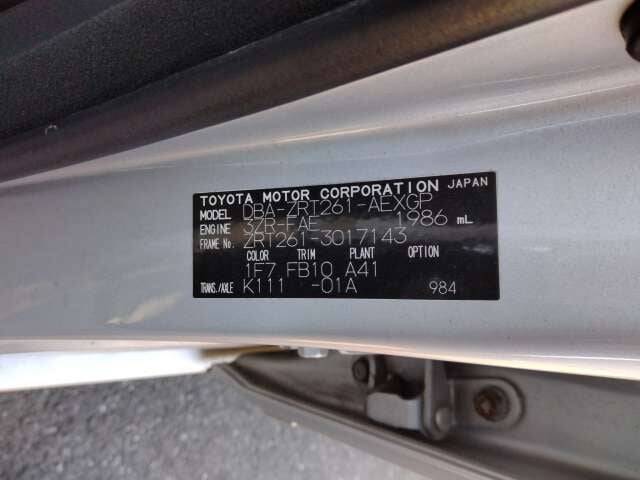 TOYOTA MOTOR CORPORATION JAPAN
MODEL DBA-ZRT261-AEXGP
ENGINE 3ZR-FAE 1986 mL
FRAME No. ZRT261-3017143
COLOR TRIM PLANT OPTION
1F7 FB10 A41
TRANS./AXLE K111 -01A 984